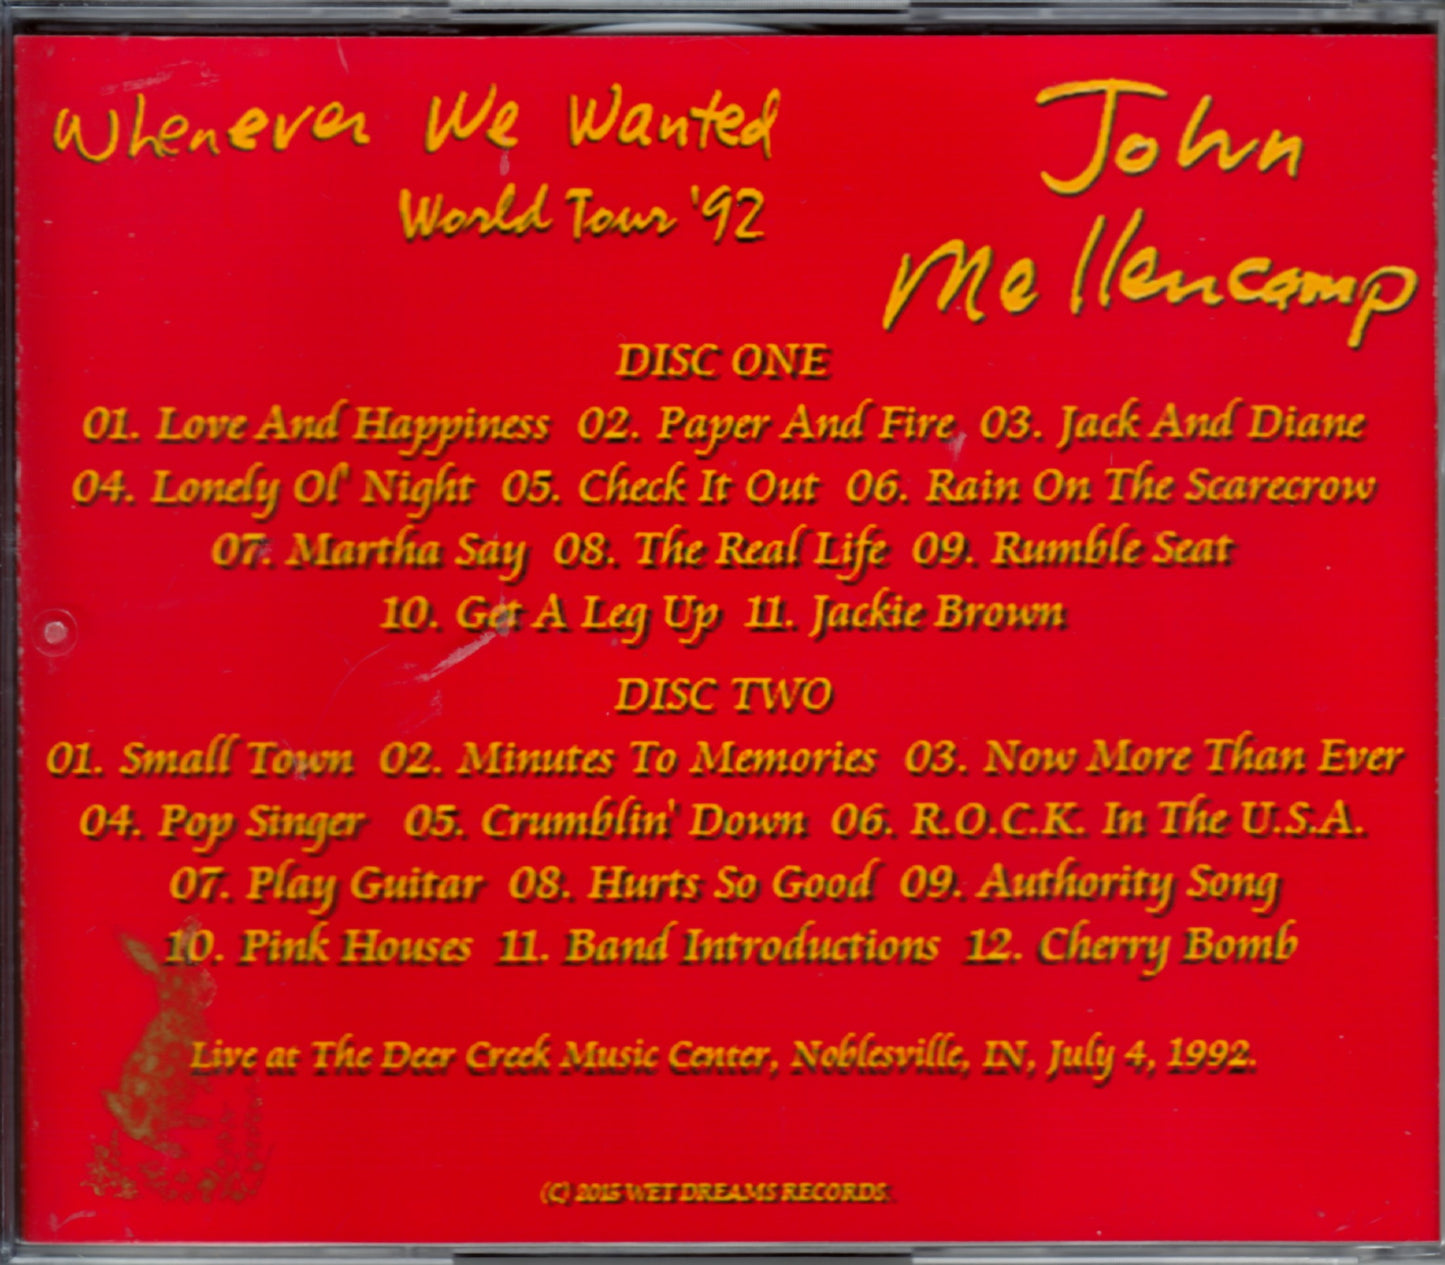 Whenever We Wanted
World Tour '92
John
Mellencamp
DISC ONE
01. Love And Happiness 02. Paper And Fire 03. Jack And Diane
04. Lonely Ol' Night 05. Check It Out 06. Rain On The Scarecrow
07. Martha Say 08. The Real Life 09. Rumble Seat
10. Get A Leg Up 11. Jackie Brown
DISC TWO
01. Small Town 02. Minutes To Memories 03. Now More Than Ever
04. Pop Singer 05. Crumblin' Down 06. R.O.C.K. In The U.S.A.
07. Play Guitar 08. Hurts So Good 09. Authority Song
10. Pink Houses 11. Band Introductions 12. Cherry Bomb
Live at The Deer Creek Music Center, Noblesville, IN, July 4, 1992.
(C) 2015 WET DREAMS RECORDS.